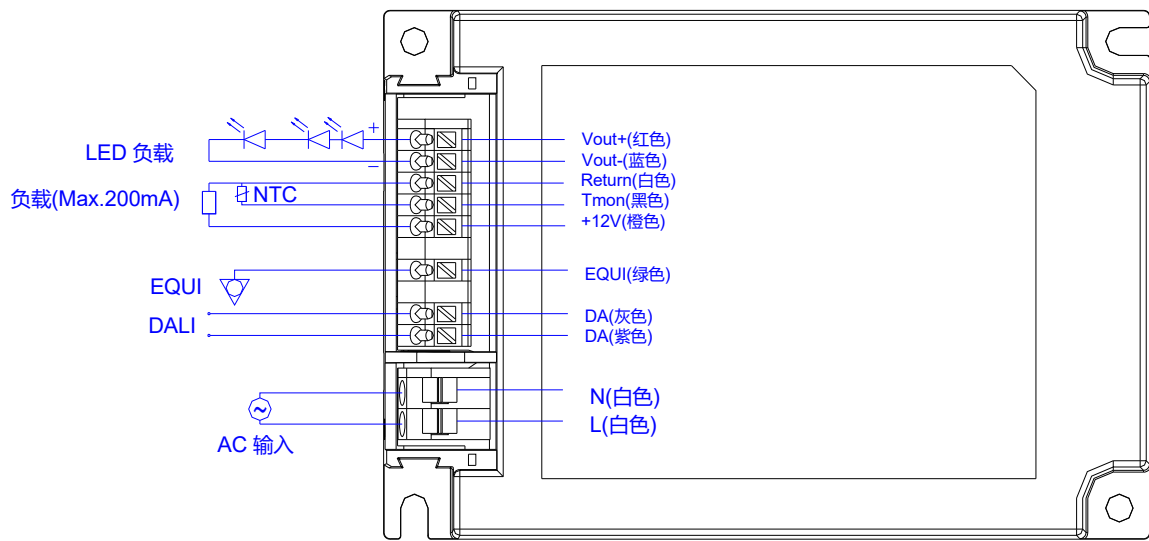 +
LED 负载
−
负载(Max.200mA)
NTC
EQUI
DALI
AC 输入
Vout+(红色)
Vout-(蓝色)
Return(白色)
Tmon(黑色)
+12V(橙色)
EQUI(绿色)
DA(灰色)
DA(紫色)
N(白色)
L(白色)